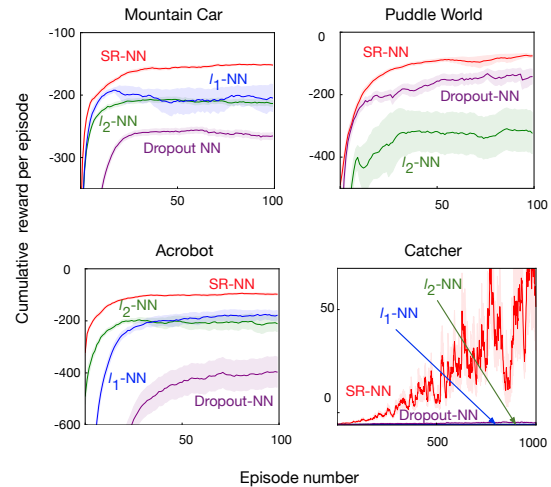 Mountain Car
-100
-200
-300
50
100
SR-NN
l1-NN
l2-NN
Dropout NN
Puddle World
0
-200
-400
50
100
SR-NN
Dropout-NN
l2-NN
Cumulative reward per episode
Acrobot
0
-200
-400
-600
50
100
SR-NN
l2-NN
l1-NN
Dropout-NN
Catcher
50
0
500
1000
l2-NN
l1-NN
SR-NN
Dropout-NN
Episode number